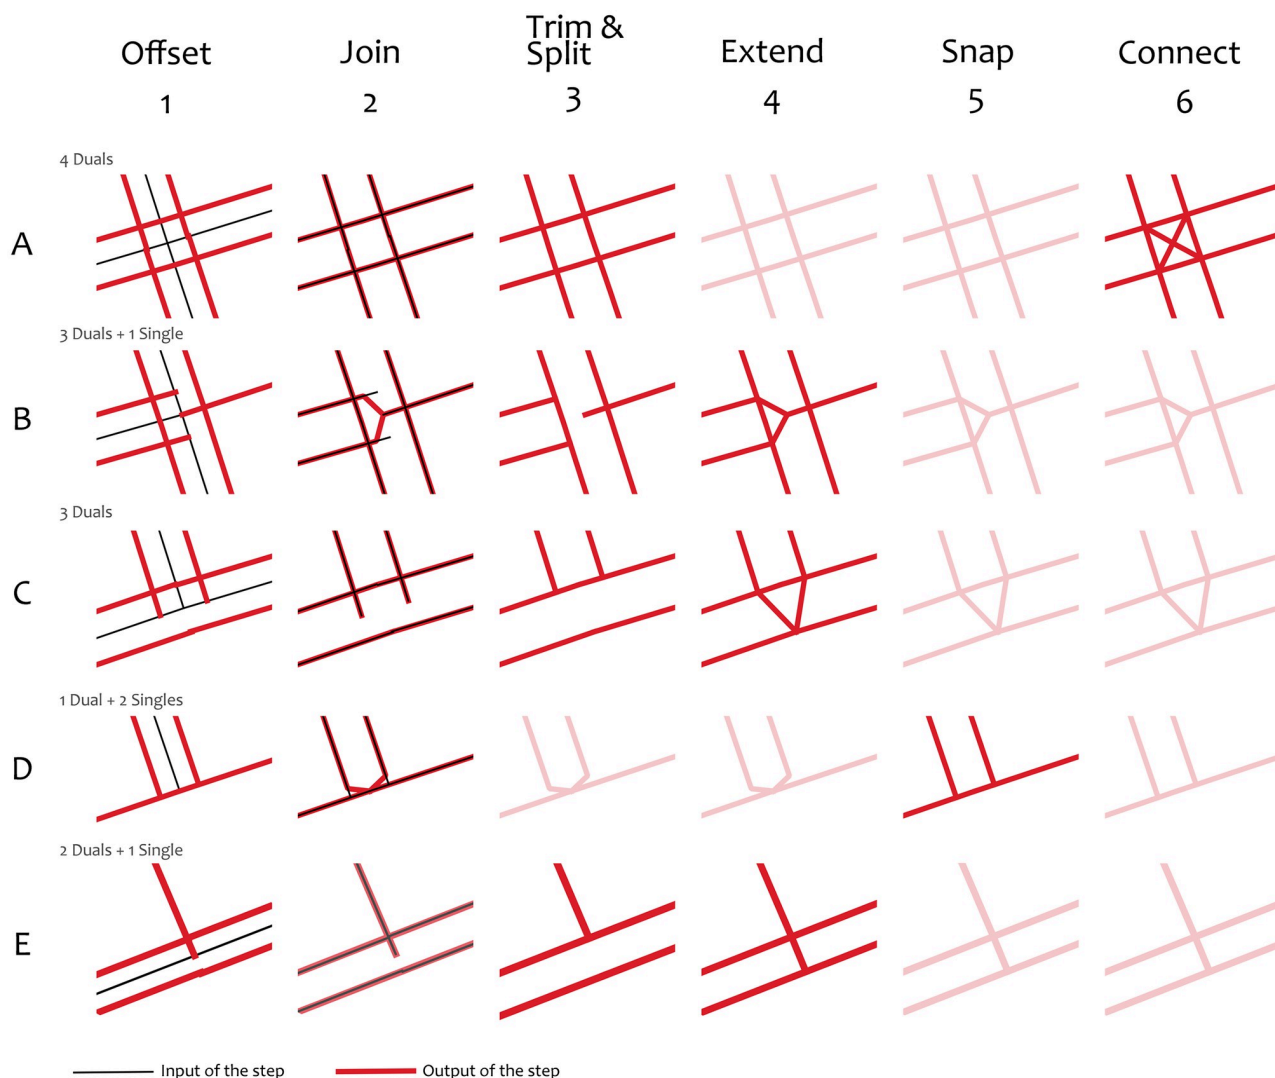 Offset
Join
Trim &
Split
Extend
Snap
Connect
1
2
3
4
5
6
4 Duals
A
3 Duals + 1 Single
B
3 Duals
C
1 Dual + 2 Singles
D
2 Duals + 1 Single
E
Input of the step
Output of the step